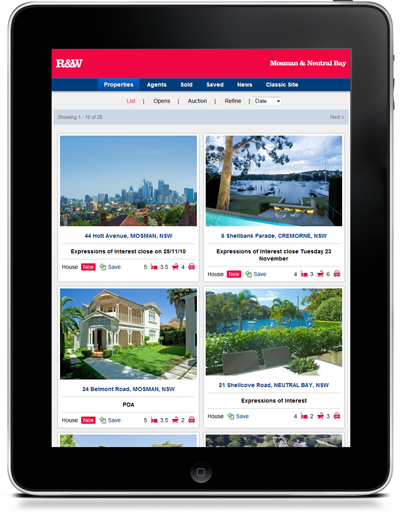 R&W
Mosman & Neutral Bay
Properties Agents Sold Saved News Classic Site
List | Opens | Auction | Refine | Date
Showing 1 - 10 of 28 Next >
44 Holt Avenue, MOSMAN, NSW
Expressions of Interest close on 25/11/10
House New Save 5 3.5 4
6 Shellbank Parade, CREMORNE, NSW
Expressions of Interest close Tuesday 23
November
House New Save 4 3 6
24 Belmont Road, MOSMAN, NSW
POA
House New Save 5 3.5 2
21 Shellcove Road, NEUTRAL BAY, NSW
Expressions of Interest
House Save 4 2 3